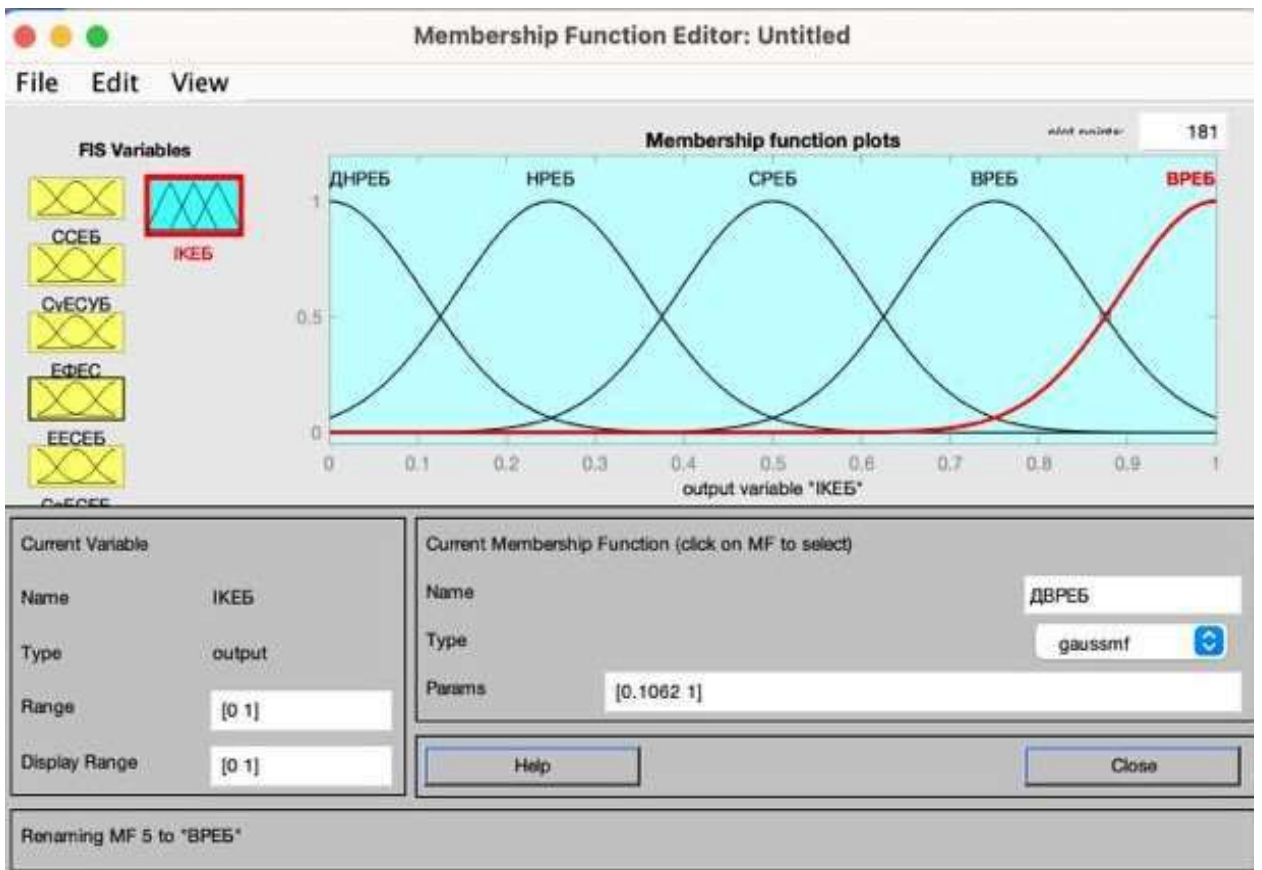 Membership Function Editor: Untitled
File Edit View
FIS Variables
Membership function plots
181
ССЕБ
ІКЕБ
СуЕСУБ
ЕФЕС
ЕЕСЕБ
ДНРЕБ НРЕБ СРЕБ ВРЕБ ВРЕБ
1
0.5
0
0 0.1 0.2 0.3 0.4 0.5 0.6 0.7 0.8 0.9 1
output variable "ІКЕБ"
Current Variable
Name ІКЕБ
Type output
Range [0 1]
Display Range [0 1]
Current Membership Function (click on MF to select)
Name ДВРЕБ
Type gaussmf
Params [0.1062 1]
Help Close
Renaming MF 5 to "ВРЕБ"